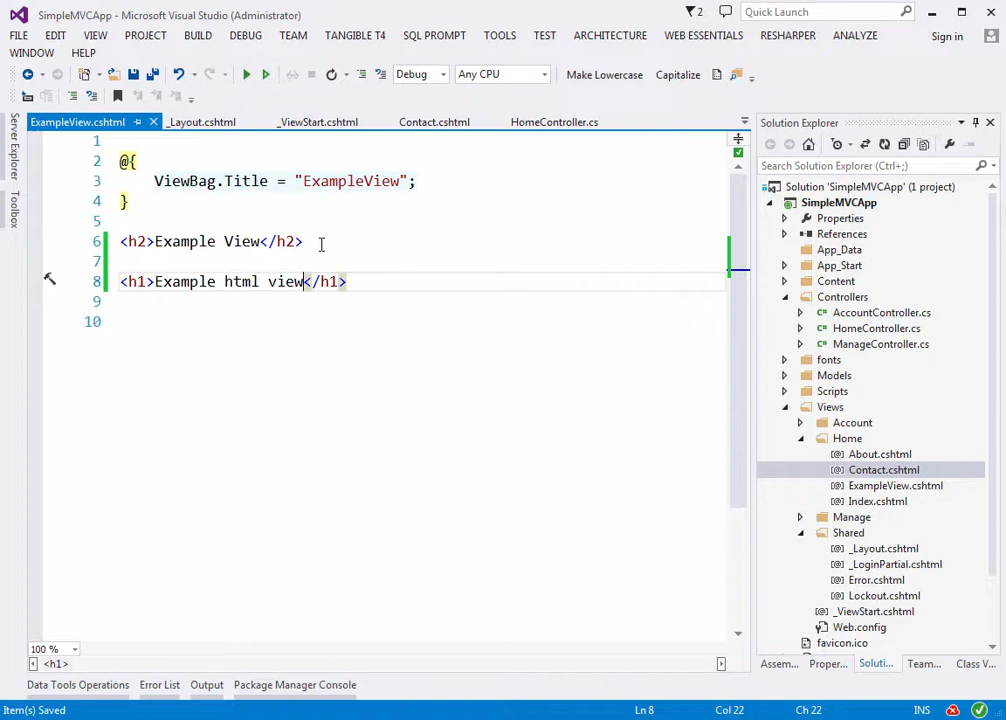 SimpleMVCApp - Microsoft Visual Studio (Administrator)
2
Quick Launch
FILE EDIT VIEW PROJECT BUILD DEBUG TEAM TANGIBLE T4 SQL PROMPT TOOLS TEST ARCHITECTURE WEB ESSENTIALS RESHARPER ANALYZE Sign in
WINDOW HELP
Debug Any CPU Make Lowercase Capitalize
Server Explorer
Toolbox
ExampleView.cshtml _Layout.cshtml _ViewStart.cshtml Contact.cshtml HomeController.cs
1
2 @{
3 ViewBag.Title = "ExampleView";
4 }
5
6 <h2>Example View</h2>
7
8 <h1>Example html view</h1>
9
10
100 %
<h1>
Solution Explorer
Search Solution Explorer (Ctrl+;)
Solution 'SimpleMVCApp' (1 project)
SimpleMVCApp
Properties
References
App_Data
App_Start
Content
Controllers
AccountController.cs
HomeController.cs
ManageController.cs
fonts
Models
Scripts
Views
Account
Home
About.cshtml
Contact.cshtml
ExampleView.cshtml
Index.cshtml
Manage
Shared
_Layout.cshtml
_LoginPartial.cshtml
Error.cshtml
Lockout.cshtml
_ViewStart.cshtml
Web.config
favicon.ico
Assem... Proper... Soluti... Team... Class V...
Data Tools Operations Error List Output Package Manager Console
Item(s) Saved Ln 8 Col 22 Ch 22 INS